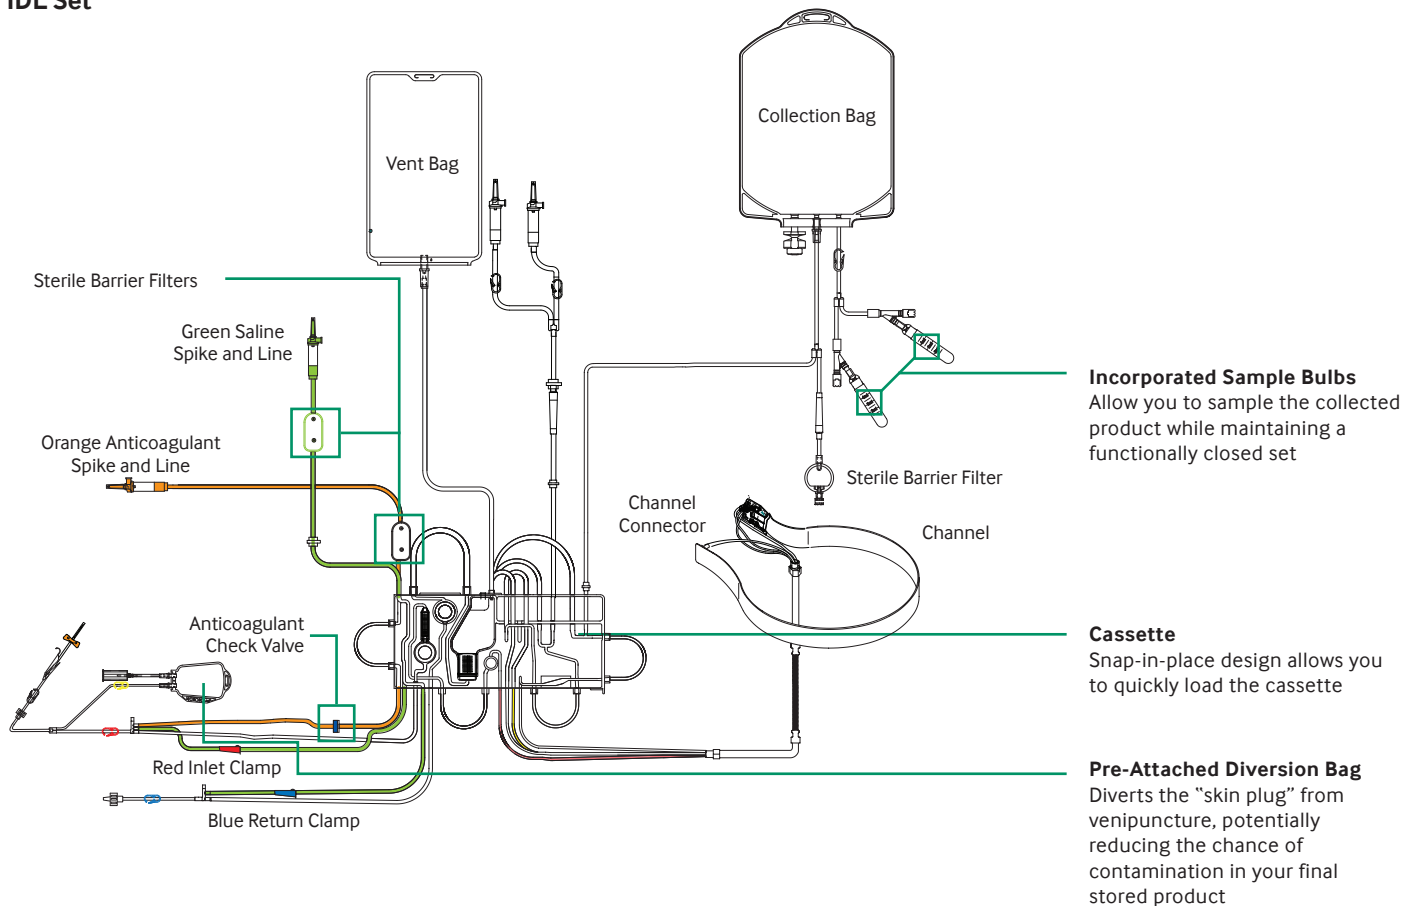 IDL Set
Collection Bag
Vent Bag
Sterile Barrier Filters
Green Saline
Spike and Line
Orange Anticoagulant
Spike and Line
Incorporated Sample Bulbs
Allow you to sample the collected
product while maintaining a
functionally closed set
Sterile Barrier Filter
Channel
Connector
Channel
Anticoagulant
Check Valve
Cassette
Snap-in-place design allows you
to quickly load the cassette
Red Inlet Clamp
Blue Return Clamp
Pre-Attached Diversion Bag
Diverts the “skin plug” from
venipuncture, potentially
reducing the chance of
contamination in your final
stored product